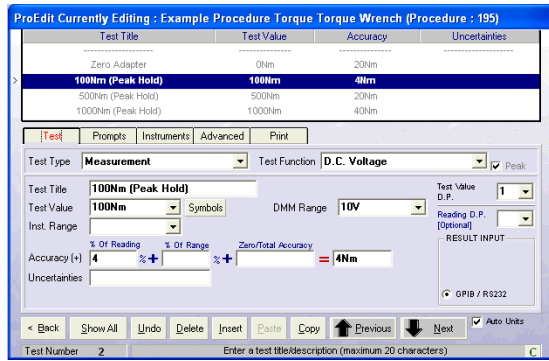 ProEdit Currently Editing : Example Procedure Torque Torque Wrench (Procedure : 195)
Test Title Test Value Accuracy Uncertainties
-------------------- ------------------ ------------------ ------------------
Zero Adapter 0Nm 20Nm
> 100Nm (Peak Hold) 100Nm 4Nm
500Nm (Peak Hold) 500Nm 20Nm
1000Nm (Peak Hold) 1000Nm 40Nm
Test Prompts Instruments Advanced Print
Test Type Measurement Test Function D.C. Voltage Peak
Test Title 100Nm (Peak Hold) Test Value D.P. 1
Test Value 100Nm Symbols DMM Range 10V
Inst. Range Reading D.P. [Optional]
% Of Reading % Of Range Zero/Total Accuracy
Accuracy (+) 4 %+ %+ = 4Nm
RESULT INPUT
Uncertainties
GPIB / RS232
< Back Show All Undo Delete Insert Paste Copy Previous Next Auto Units
Test Number 2 Enter a test title/description (maximum 20 characters) C